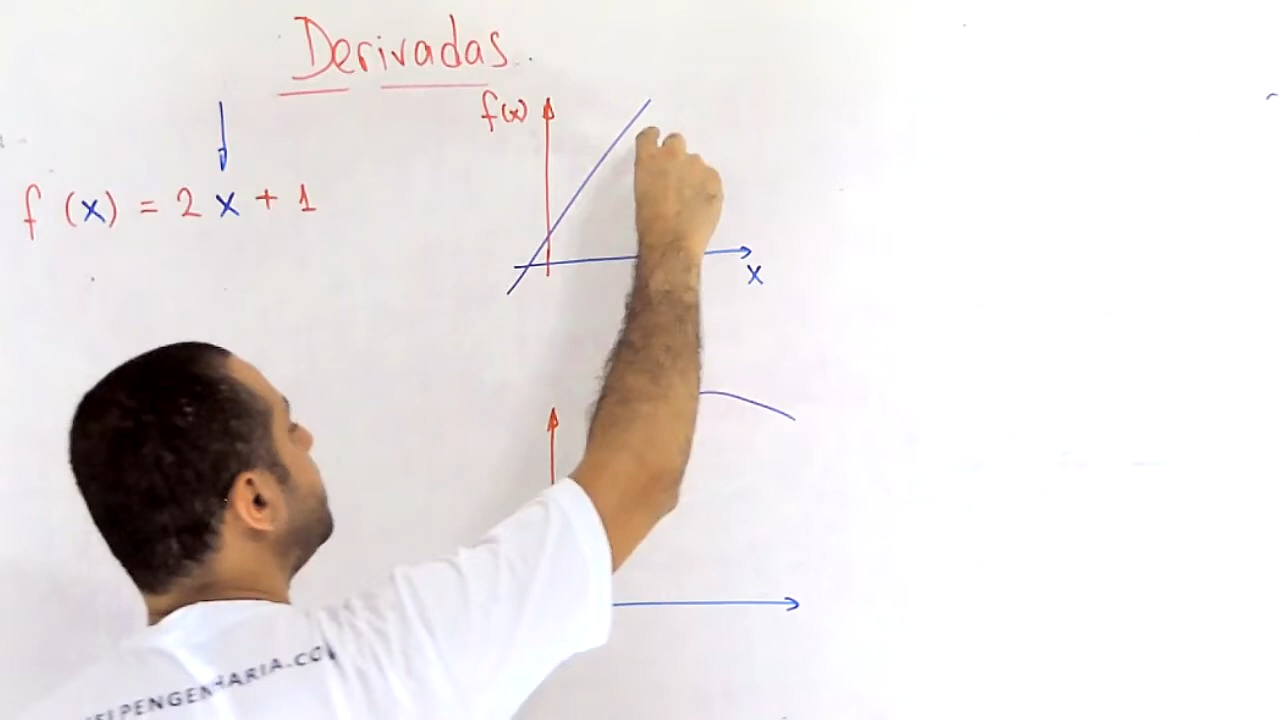 Derivadas
f(x)
f (x) = 2 x + 1
x